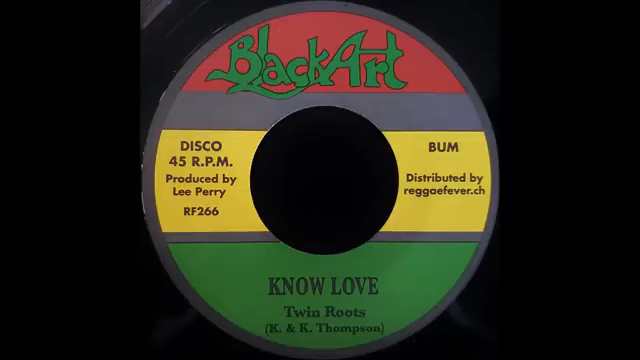 BlackArt
DISCO
45 R.P.M.
Produced by
Lee Perry
RF266
BUM
Distributed by
reggaefever.ch
KNOW LOVE
Twin Roots
(K. & K. Thompson)